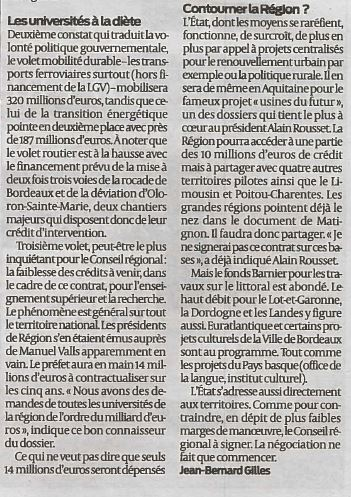 Les universités à la diète
Deuxième constat qui traduit la vo-
lonté politique gouvernementale,
le volet mobilité durable – les trans-
ports ferroviaires surtout (hors fi-
nancement de la LGV) – mobilisera
320 millions d'euros, tandis que ce-
lui de la transition énergétique
pointe en deuxième place avec près
de 187 millions d'euros. À noter que
le volet routier est à la hausse avec
le financement prévu de la mise à
deux fois trois voies de la rocade de
Bordeaux et de la déviation d'Olo-
ron-Sainte-Marie, deux chantiers
majeurs qui disposent donc de leur
crédit d'intervention.
Troisième volet, peut-être le plus
inquiétant pour le Conseil régional :
la faiblesse des crédits à venir, dans
le cadre de ce contrat, pour l'ensei-
gnement supérieur et la recherche.
Le phénomène est général sur tout
le territoire national. Les présidents
de Région s'en étaient émus auprès
de Manuel Valls apparemment en
vain. Le préfet aura en main 14 mil-
lions d'euros à contractualiser sur
les cinq ans. « Nous avons des de-
mandes de toutes les universités de
la région de l'ordre du milliard d'eu-
ros », indique ce bon connaisseur
du dossier.
Ce qui ne veut pas dire que seuls
14 millions d'euros seront dépensés
Contourner la Région ?
L'État, dont les moyens se raréfient,
fonctionne, de surcroît, de plus en
plus par appel à projets centralisés
pour le renouvellement urbain par
exemple ou la politique rurale. Il en
sera de même en Aquitaine pour le
fameux projet « usines du futur »,
un des dossiers qui tient le plus à
cœur au président Alain Rousset. La
Région pourra accéder à une partie
des 10 millions d'euros de crédit
mais à partager avec quatre autres
territoires pilotes ainsi que le Li-
mousin et Poitou-Charentes. Les
grandes régions pointent déjà le
nez dans le document de Mati-
gnon. Il faudra donc partager. « Je
ne signerai pas ce contrat sur ces ba-
ses », a déjà indiqué Alain Rousset.
Mais le fonds Barnier pour les tra-
vaux sur le littoral est abondé. Le
haut débit pour le Lot-et-Garonne,
la Dordogne et les Landes y figure
aussi. Euratlantique et certains pro-
jets culturels de la Ville de Bordeaux
sont au programme. Tout comme
les projets du Pays basque (office de
la langue, institut culturel).
L'État s'adresse aussi directement
aux territoires. Comme pour con-
traindre, en dépit de plus faibles
marges de manœuvre, le Conseil ré-
gional à signer. La négociation ne
fait que commencer.
Jean-Bernard Gilles